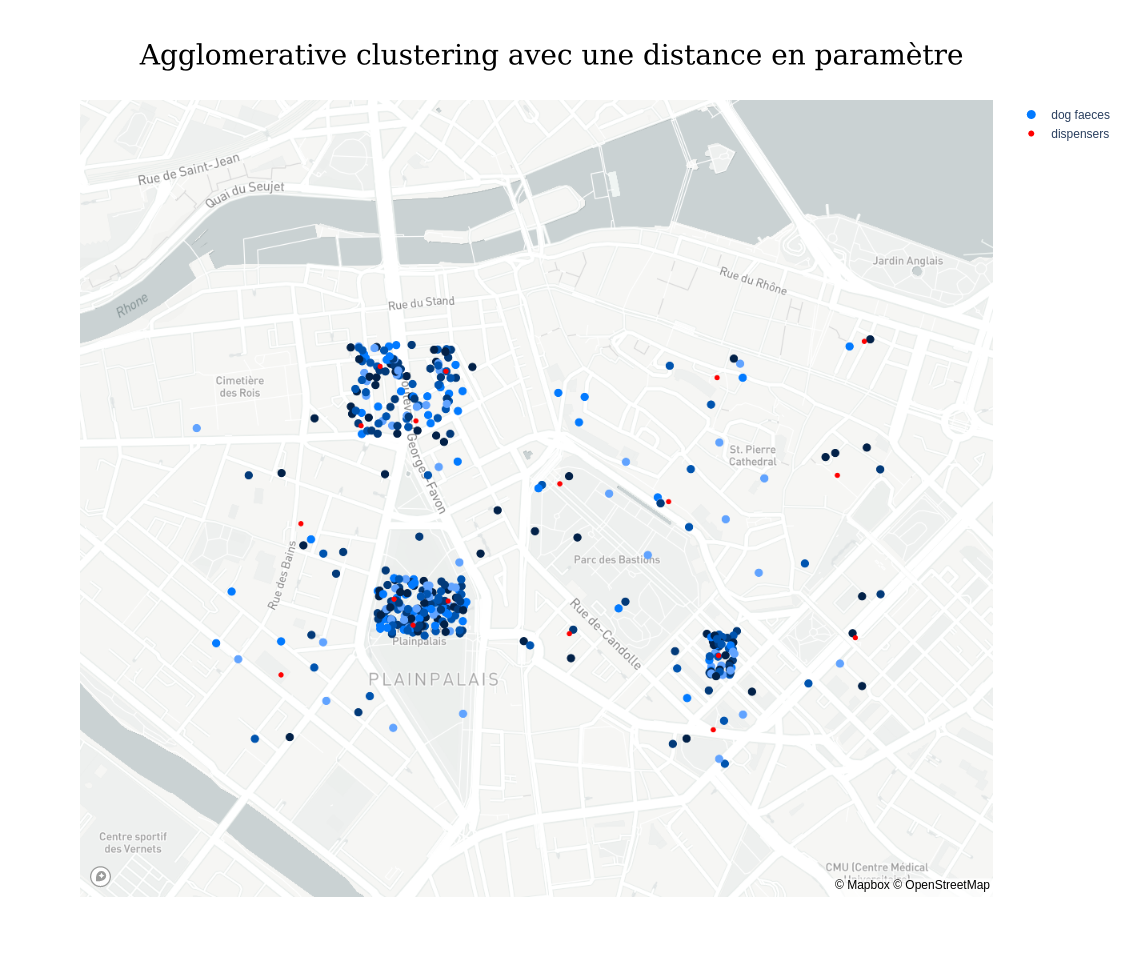 Agglomerative clustering avec une distance en paramètre
dog faeces
dispensers
Rue de Saint-Jean
Quai du Seujet
Jardin Anglais
Rue du Rhône
Rhone
Rue du Stand
Cimetière
des Rois
Georges-Favon
St. Pierre
Cathedral
Parc des Bastions
Rue des Bains
Rue de-Candolle
Plainpalais
PLAINPALAIS
Centre sportif
des Vernets
CMU (Centre Médical
© Mapbox © OpenStreetMap